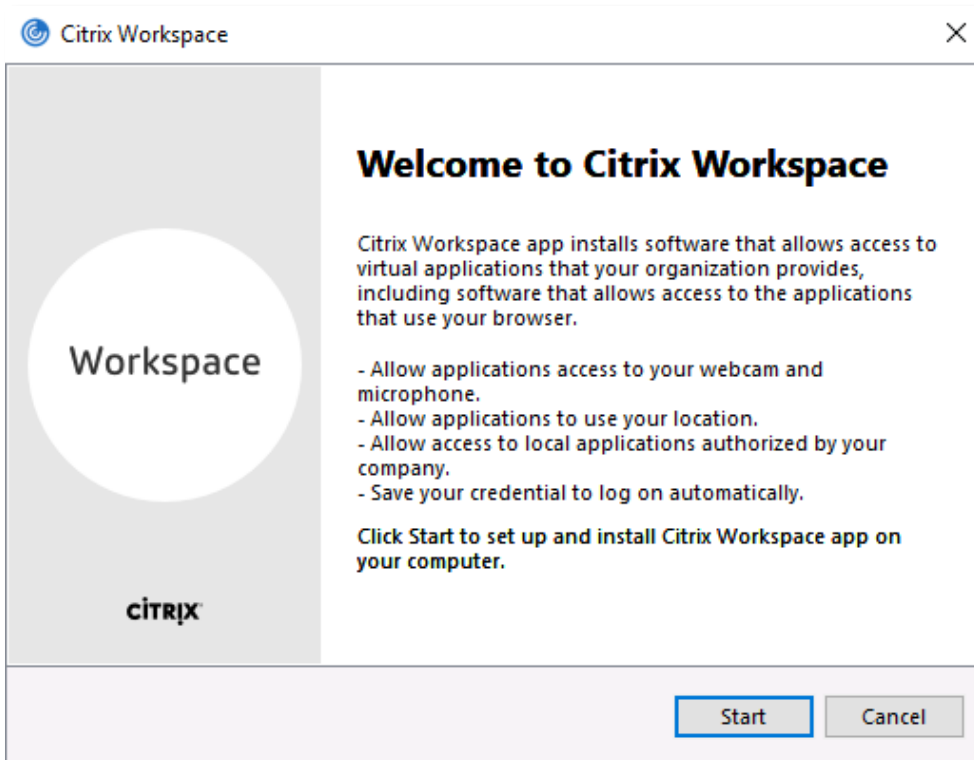 Citrix Workspace
Welcome to Citrix Workspace
Citrix Workspace app installs software that allows access to
virtual applications that your organization provides,
including software that allows access to the applications
that use your browser.
- Allow applications access to your webcam and
microphone.
- Allow applications to use your location.
- Allow access to local applications authorized by your
company.
- Save your credential to log on automatically.
Click Start to set up and install Citrix Workspace app on
your computer.
Workspace
CİTRIX
Start
Cancel